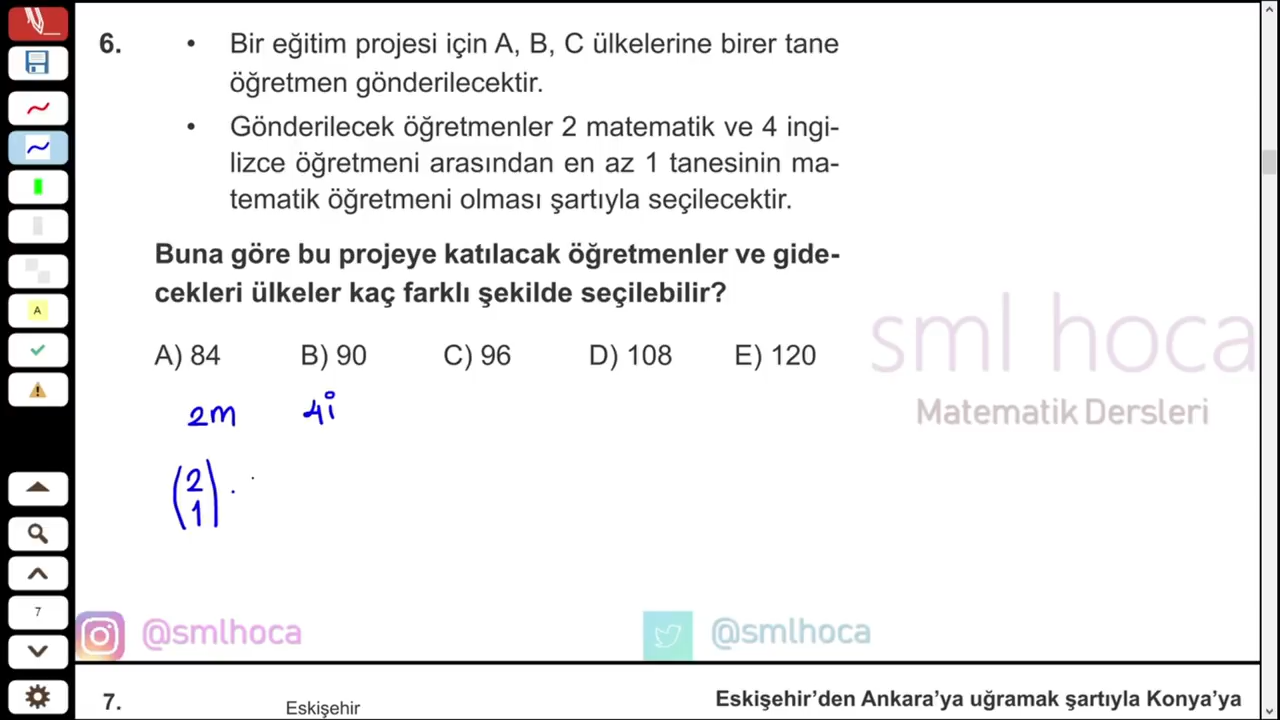 6.
• Bir eğitim projesi için A, B, C ülkelerine birer tane
öğretmen gönderilecektir.
• Gönderilecek öğretmenler 2 matematik ve 4 ingi-
lizce öğretmeni arasından en az 1 tanesinin ma-
tematik öğretmeni olması şartıyla seçilecektir.
Buna göre bu projeye katılacak öğretmenler ve gide-
cekleri ülkeler kaç farklı şekilde seçilebilir?
A) 84 B) 90 C) 96 D) 108 E) 120
sml hoca
Matematik Dersleri
2m 4i
(2
1) .
@smlhoca @smlhoca
A
7
7.
Eskişehir
Eskişehir’den Ankara’ya uğramak şartıyla Konya’ya